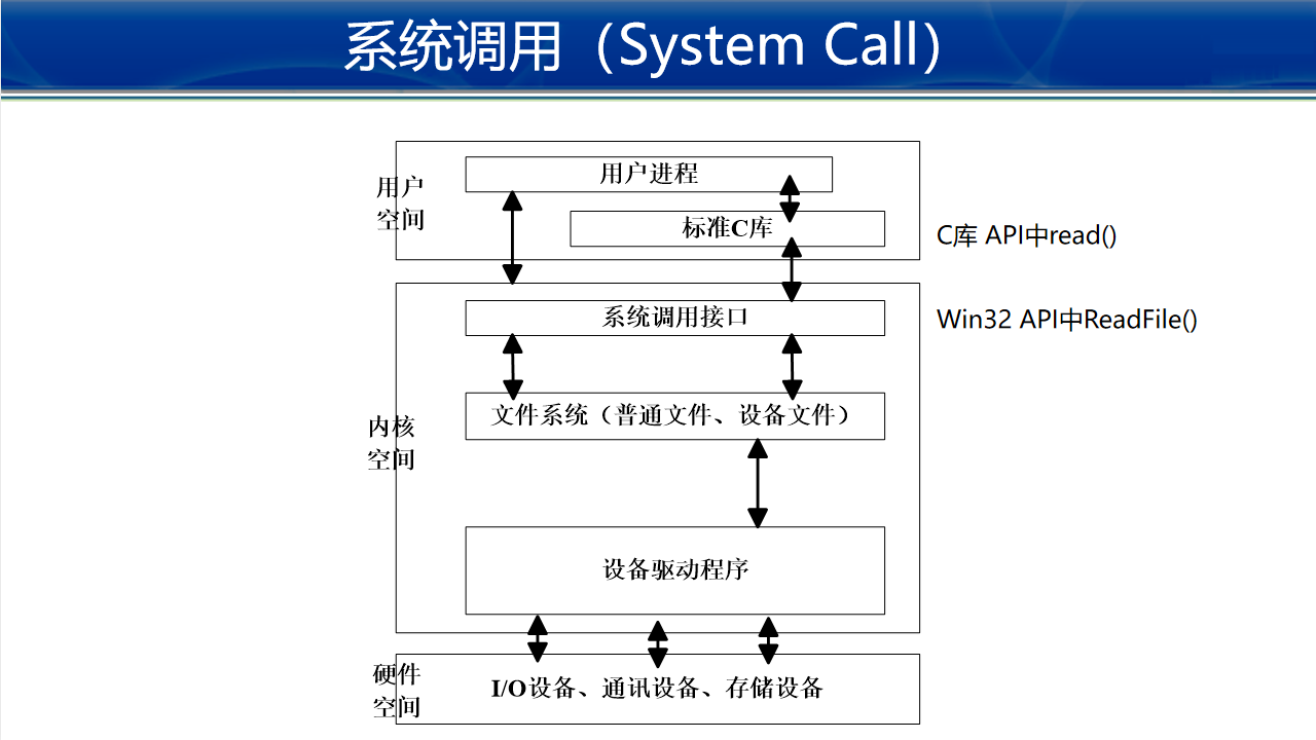 系统调用（System Call）
用户进程
用户
空间
标准C库
C库 API中read()
系统调用接口
Win32 API中ReadFile()
文件系统（普通文件、设备文件）
内核
空间
设备驱动程序
硬件
空间
I/O设备、通讯设备、存储设备